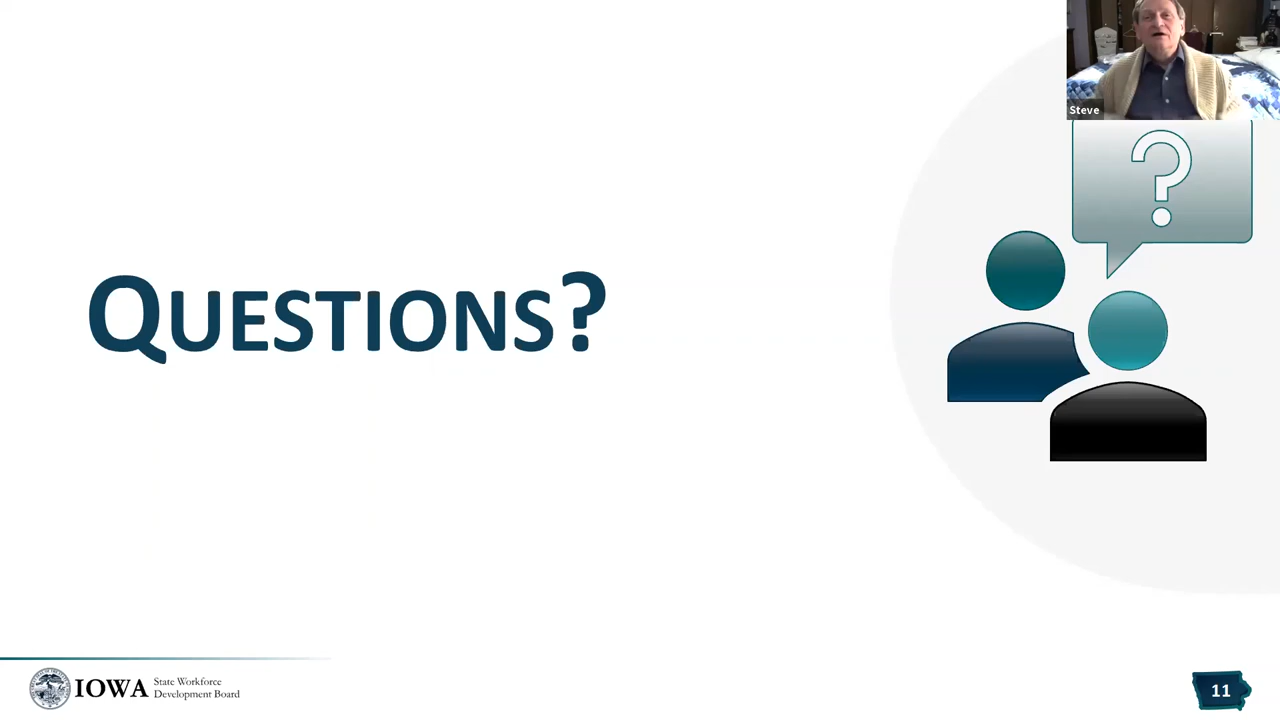 Steve
?
QUESTIONS?
IOWA State Workforce
Development Board
11